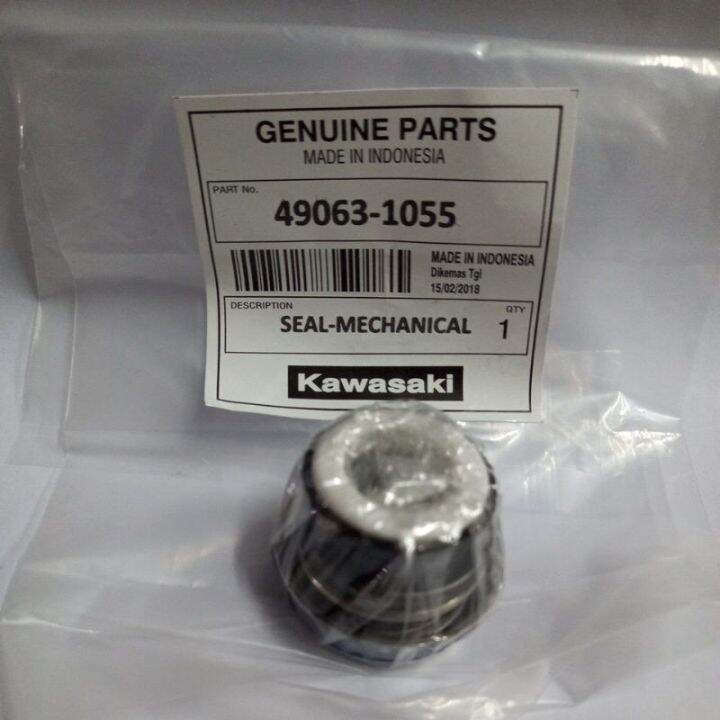 GENUINE PARTS
MADE IN INDONESIA
PART No.
49063-1055
MADE IN INDONESIA
Dikemas Tgl
15/02/2018
DESCRIPTION
QTY
SEAL-MECHANICAL 1
Kawasaki